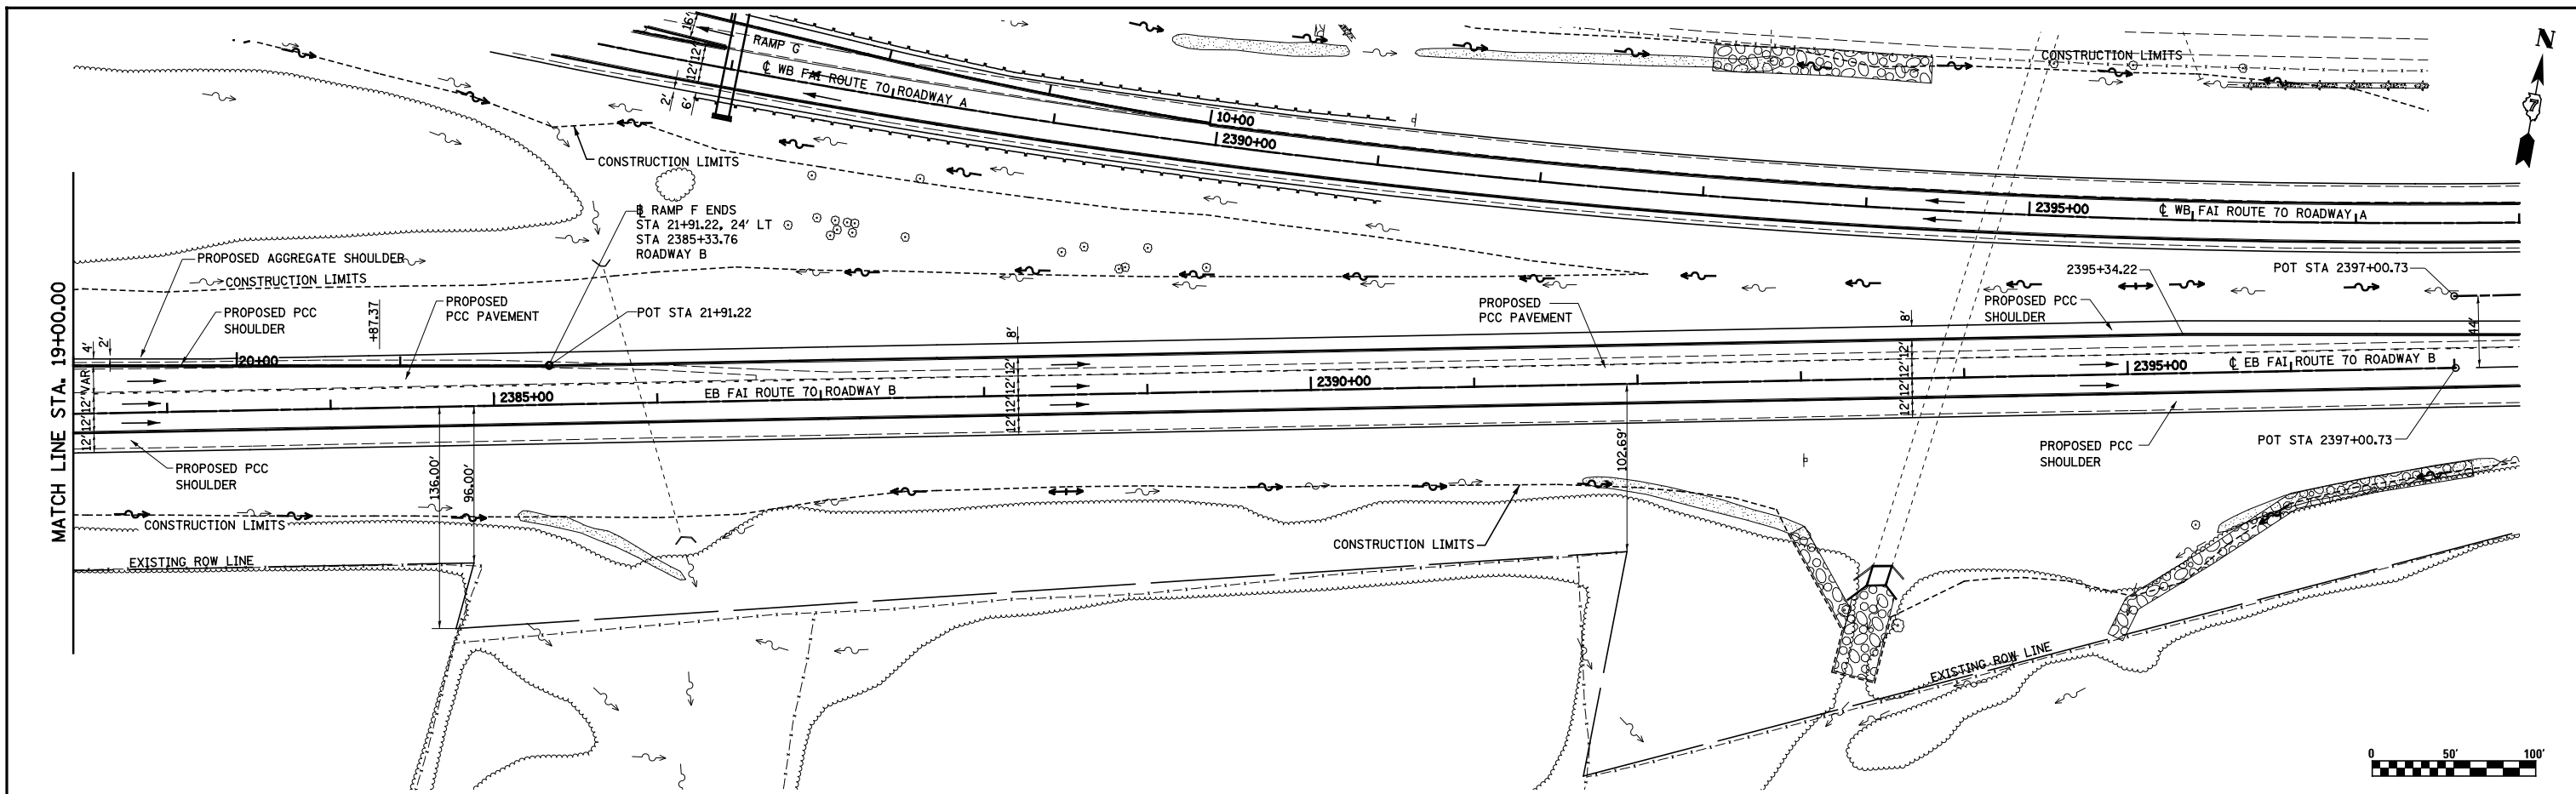 16'
RAMP G
12'12'
℄ WB FAI ROUTE 70 ROADWAY A
2'
6'
10+00
2390+00
CONSTRUCTION LIMITS
N
7
CONSTRUCTION LIMITS
℄ RAMP F ENDS
STA 21+91.22, 24' LT
STA 2385+33.76
ROADWAY B
2395+00
℄ WB FAI ROUTE 70 ROADWAY A
PROPOSED AGGREGATE SHOULDER
CONSTRUCTION LIMITS
2395+34.22
POT STA 2397+00.73
MATCH LINE STA. 19+00.00
PROPOSED PCC
SHOULDER
+87.37
PROPOSED
PCC PAVEMENT
POT STA 21+91.22
PROPOSED
PCC PAVEMENT
PROPOSED PCC
SHOULDER
4'
2'
20+00
8'
8'
44'
12'12'12'VAR
2385+00
EB FAI ROUTE 70 ROADWAY B
12'12'12'12'
2390+00
12'12'12'12'
2395+00
℄ EB FAI ROUTE 70 ROADWAY B
PROPOSED PCC
SHOULDER
136.00'
96.00'
102.69'
PROPOSED PCC
SHOULDER
POT STA 2397+00.73
CONSTRUCTION LIMITS
CONSTRUCTION LIMITS
EXISTING ROW LINE
EXISTING ROW LINE
0 50' 100'